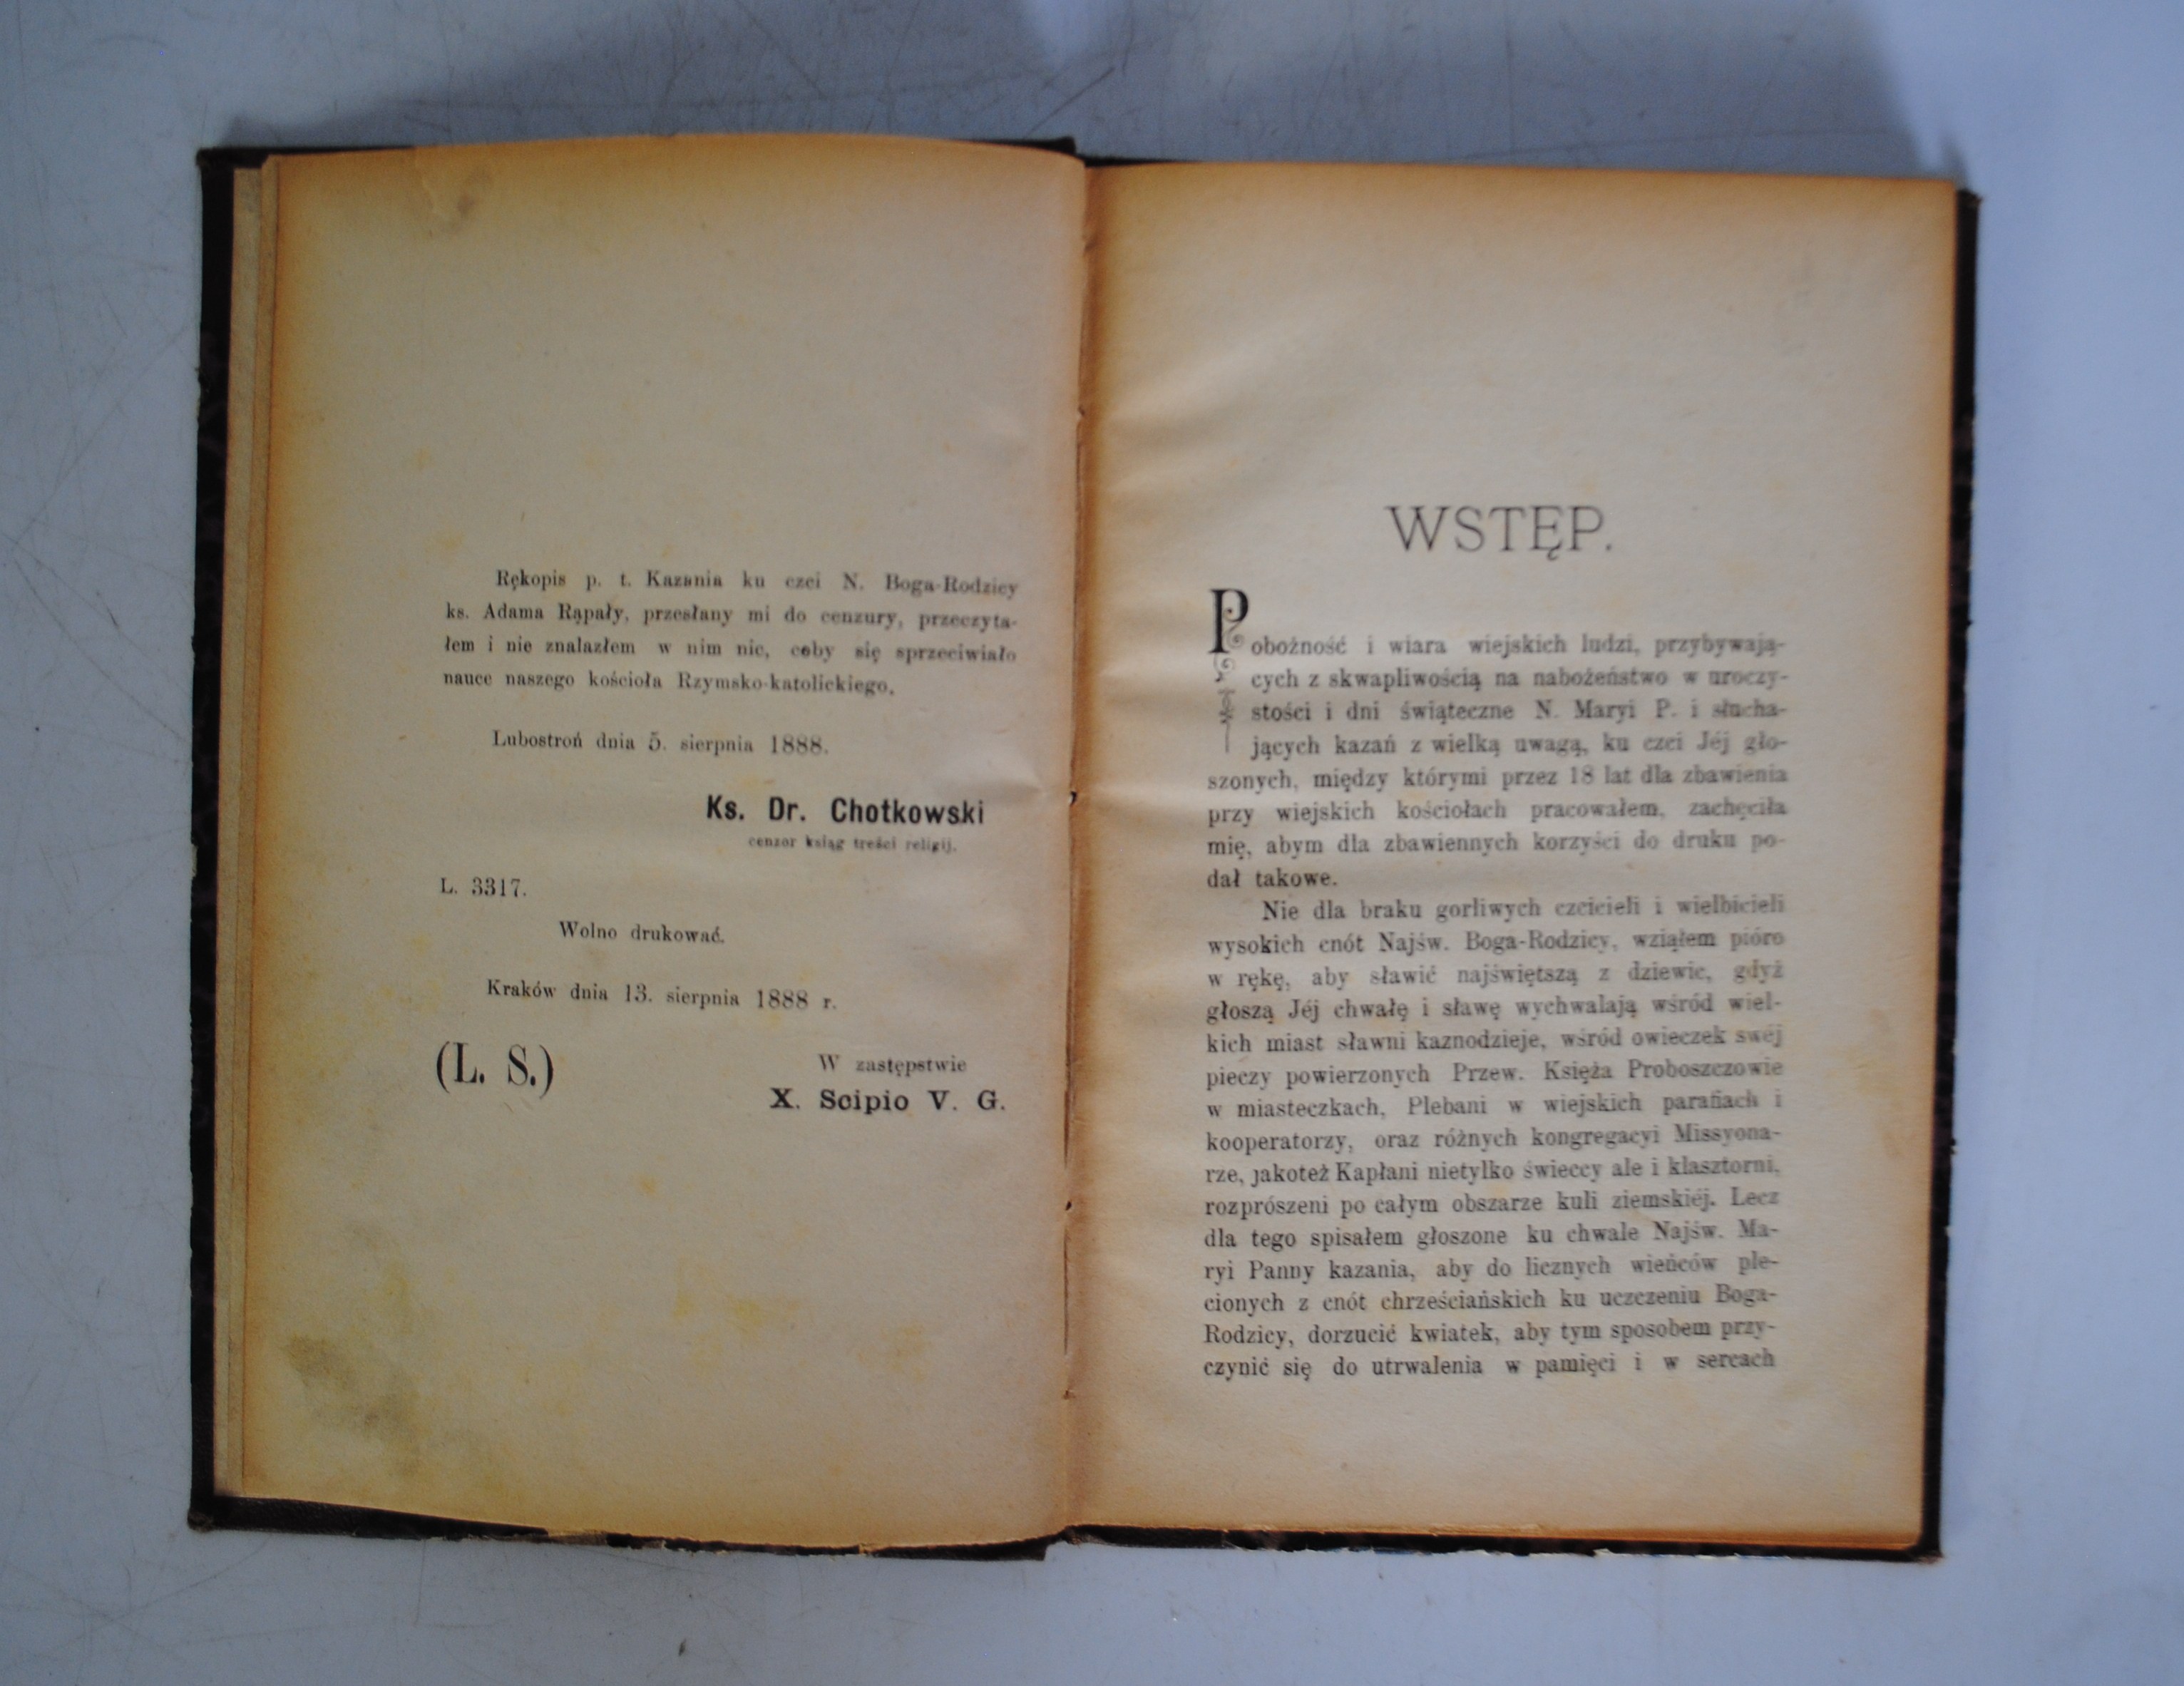 Rękopis p. t. Kazania ku czci N. Boga-Rodzicy
ks. Adama Rąpały, przesłany mi do cenzury, przeczyta-
łem i nie znalazłem w nim nic, coby się sprzeciwiało
nauce naszego kościoła Rzymsko-katolickiego.
Lubostroń dnia 5. sierpnia 1888.
Ks. Dr. Chotkowski
cenzor ksiąg treści religij.
L. 3317.
Wolno drukować.
Kraków dnia 13. sierpnia 1888 r.
(L. S.)
W zastępstwie
X. Scipio V. G.
WSTĘP.
Pobożność i wiara wiejskich ludzi, przybywają-
cych z skwapliwością na nabożeństwo w uroczy-
stości i dni świąteczne N. Maryi P. i słucha-
jących kazań z wielką uwagą, ku czci Jéj gło-
szonych, między którymi przez 18 lat dla zbawienia
przy wiejskich kościołach pracowałem, zachęciła
mię, abym dla zbawiennych korzyści do druku po-
dał takowe.
Nie dla braku gorliwych czcicieli i wielbicieli
wysokich cnót Najśw. Boga-Rodzicy, wziąłem pióro
w rękę, aby sławić najświętszą z dziewic, gdyż
głoszą Jéj chwałę i sławę wychwalają wśród wiel-
kich miast sławni kaznodzieje, wśród owieczek swéj
pieczy powierzonych Przew. Księża Proboszczowie
w miasteczkach, Plebani w wiejskich parafiach i
kooperatorzy, oraz różnych kongregacyi Missyona-
rze, jakoteż Kapłani nietylko świeccy ale i klasztorni,
rozprószeni po całym obszarze kuli ziemskiéj. Lecz
dla tego spisałem głoszone ku chwale Najśw. Ma-
ryi Panny kazania, aby do licznych wieńców ple-
cionych z cnót chrześciańskich ku uczczeniu Boga-
Rodzicy, dorzucić kwiatek, aby tym sposobem przy-
czynić się do utrwalenia w pamięci i w sercach